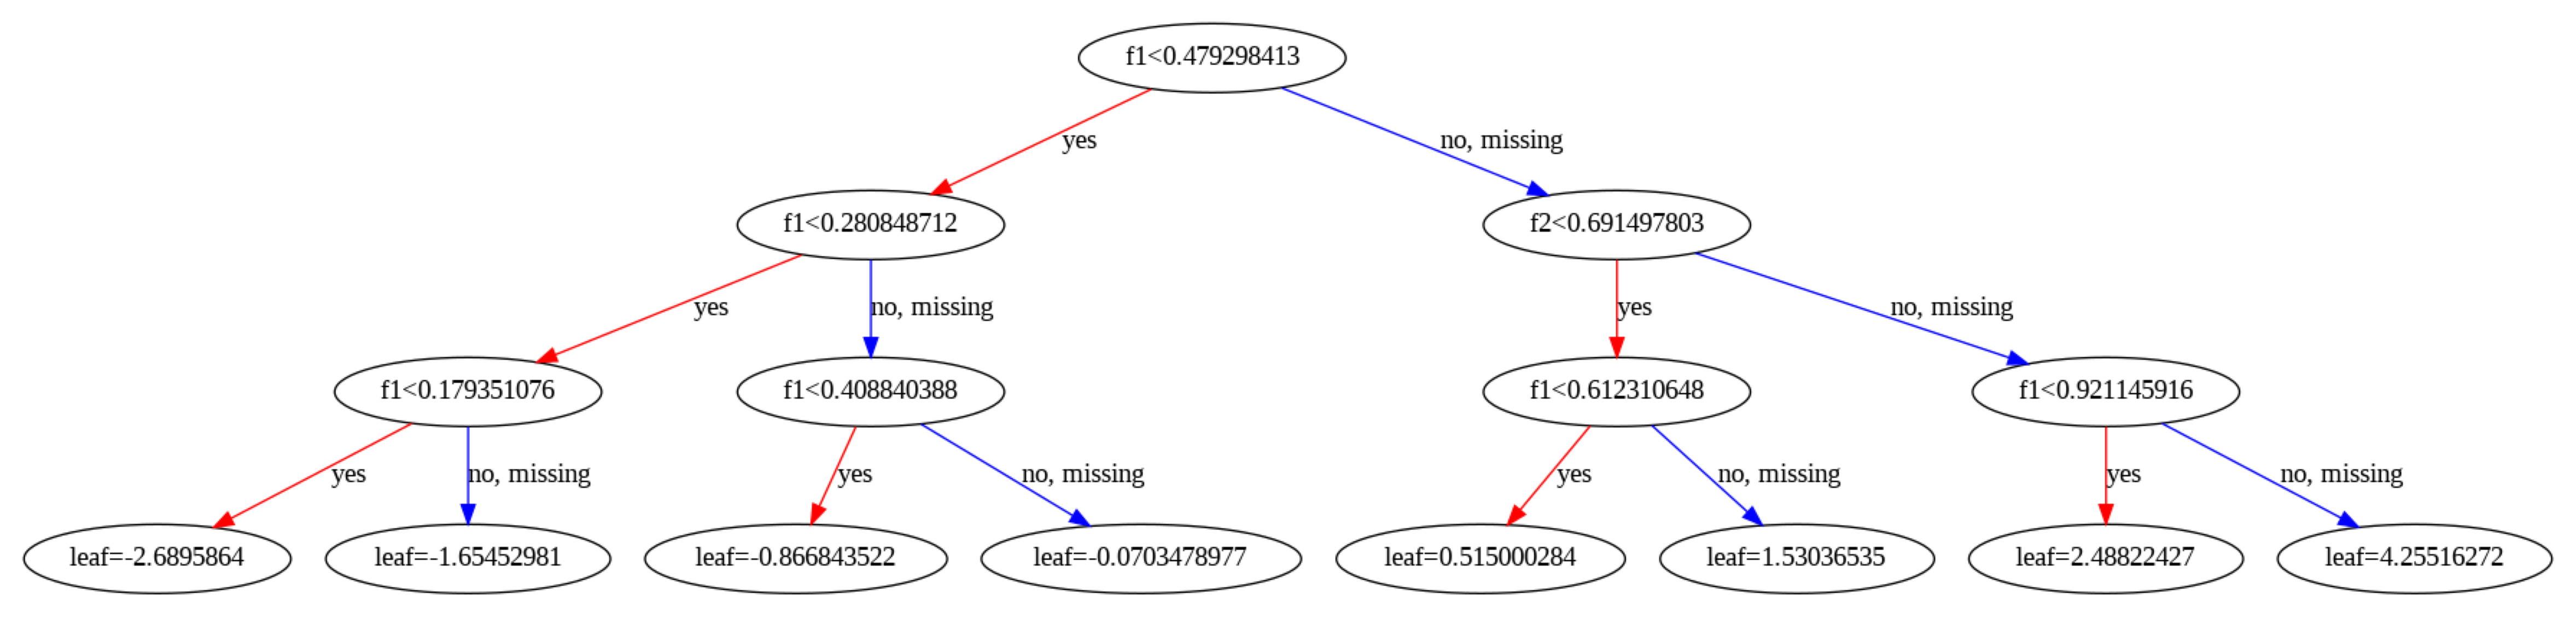 f1<0.479298413
yes
no, missing
f1<0.280848712
f2<0.691497803
yes
no, missing
yes
no, missing
f1<0.179351076
f1<0.408840388
f1<0.612310648
f1<0.921145916
yes
no, missing
yes
no, missing
yes
no, missing
yes
no, missing
leaf=-2.6895864
leaf=-1.65452981
leaf=-0.866843522
leaf=-0.0703478977
leaf=0.515000284
leaf=1.53036535
leaf=2.48822427
leaf=4.25516272